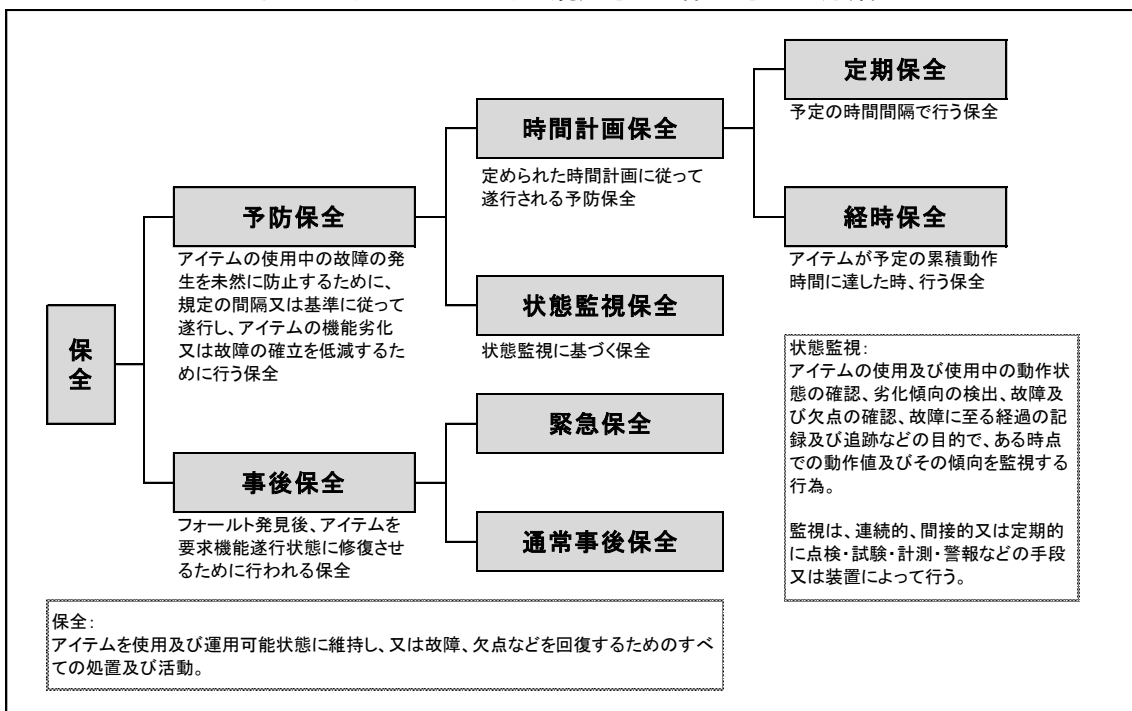 定期保全
予定の時間間隔で行う保全
時間計画保全
定められた時間計画に従って
遂行される予防保全
経時保全
アイテムが予定の累積動作
時間に達した時、行う保全
予防保全
アイテムの使用中の故障の発
生を未然に防止するために、
規定の間隔又は基準に従って
遂行し、アイテムの機能劣化
又は故障の確立を低減するた
めに行う保全
状態監視保全
状態監視に基づく保全
保
全
状態監視:
アイテムの使用及び使用中の動作状
態の確認、劣化傾向の検出、故障及
び欠点の確認、故障に至る経過の記
録及び追跡などの目的で、ある時点
での動作値及びその傾向を監視する
行為。
監視は、連続的、間接的又は定期的
に点検・試験・計測・警報などの手段
又は装置によって行う。
緊急保全
事後保全
フォールト発見後、アイテムを
要求機能遂行状態に修復させ
るために行われる保全
通常事後保全
保全:
アイテムを使用及び運用可能状態に維持し、又は故障、欠点などを回復するためのすべ
ての処置及び活動。